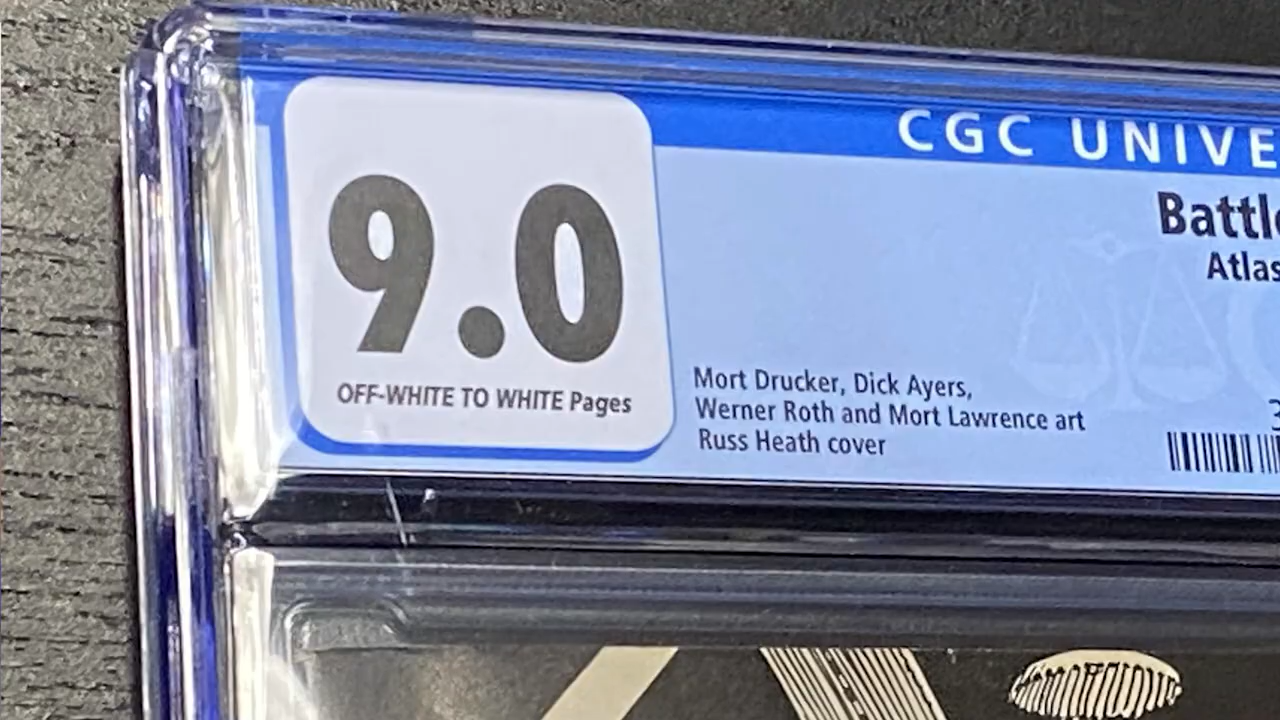 CGC UNIVE
9.0
OFF-WHITE TO WHITE Pages
Battl
Atlas
Mort Drucker, Dick Ayers,
Werner Roth and Mort Lawrence art
Russ Heath cover